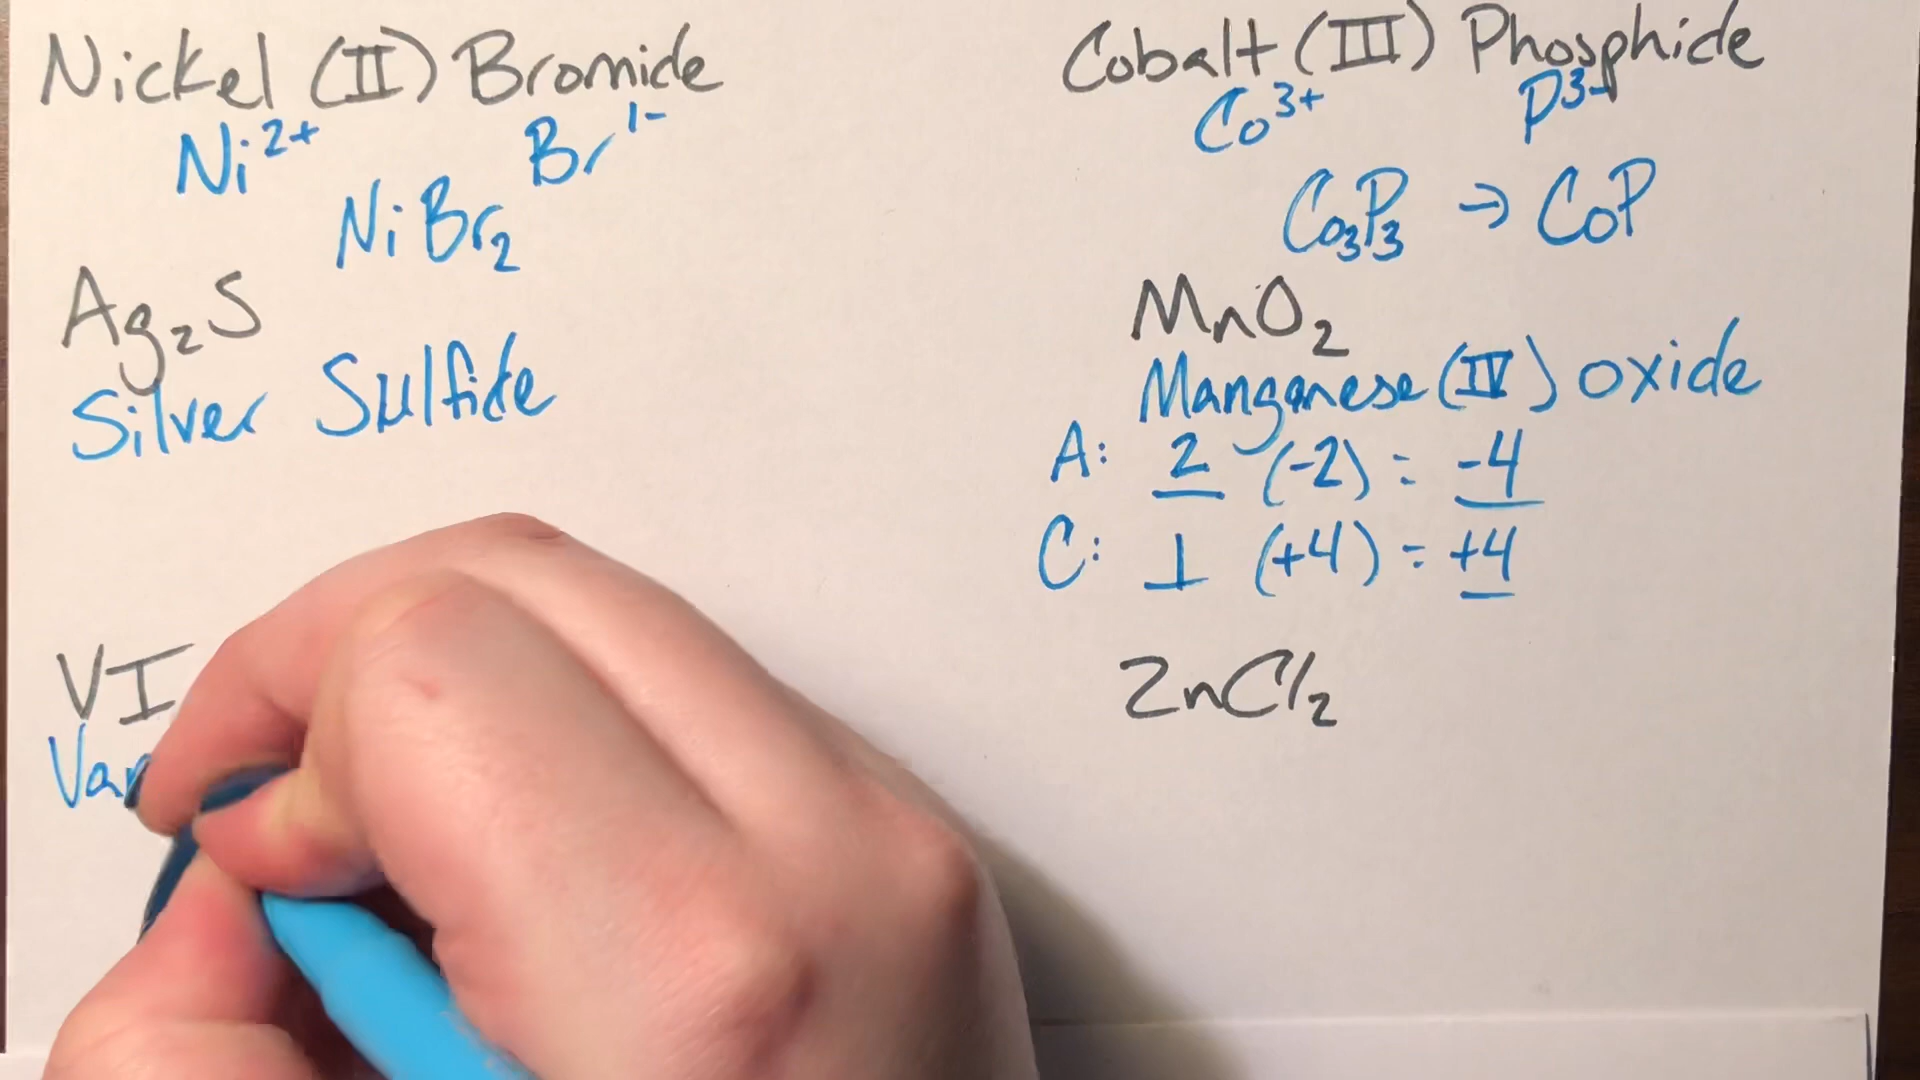 Nickel (II) Bromide
Ni²⁺ Br¹⁻
NiBr₂
Ag₂S
Silver Sulfide
VI
Cobalt (III) Phosphide
Co³⁺ P³⁻
Co₃P₃ → CoP
MnO₂
Manganese (IV) oxide
A: 2 (-2) = -4
C: 1 (+4) = +4
ZnCl₂